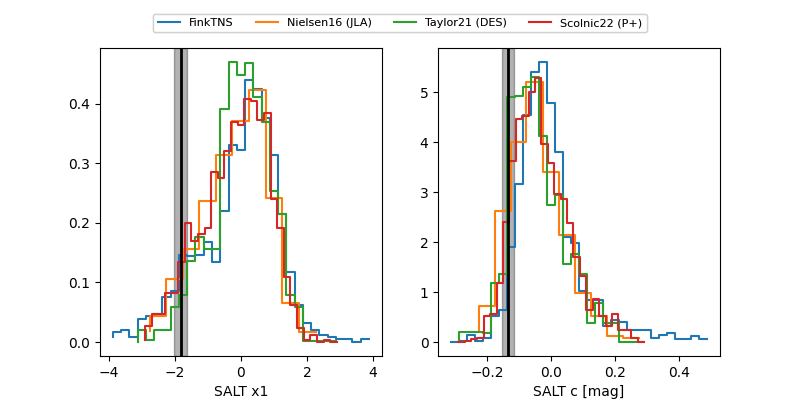 FinkTNS Nielsen16 (JLA) Taylor21 (DES) Scolnic22 (P+)
0.4
0.3
0.2
0.1
0.0
−4 −2 0 2 4
SALT x1
5
4
3
2
1
0
−0.2 0.0 0.2 0.4
SALT c [mag]